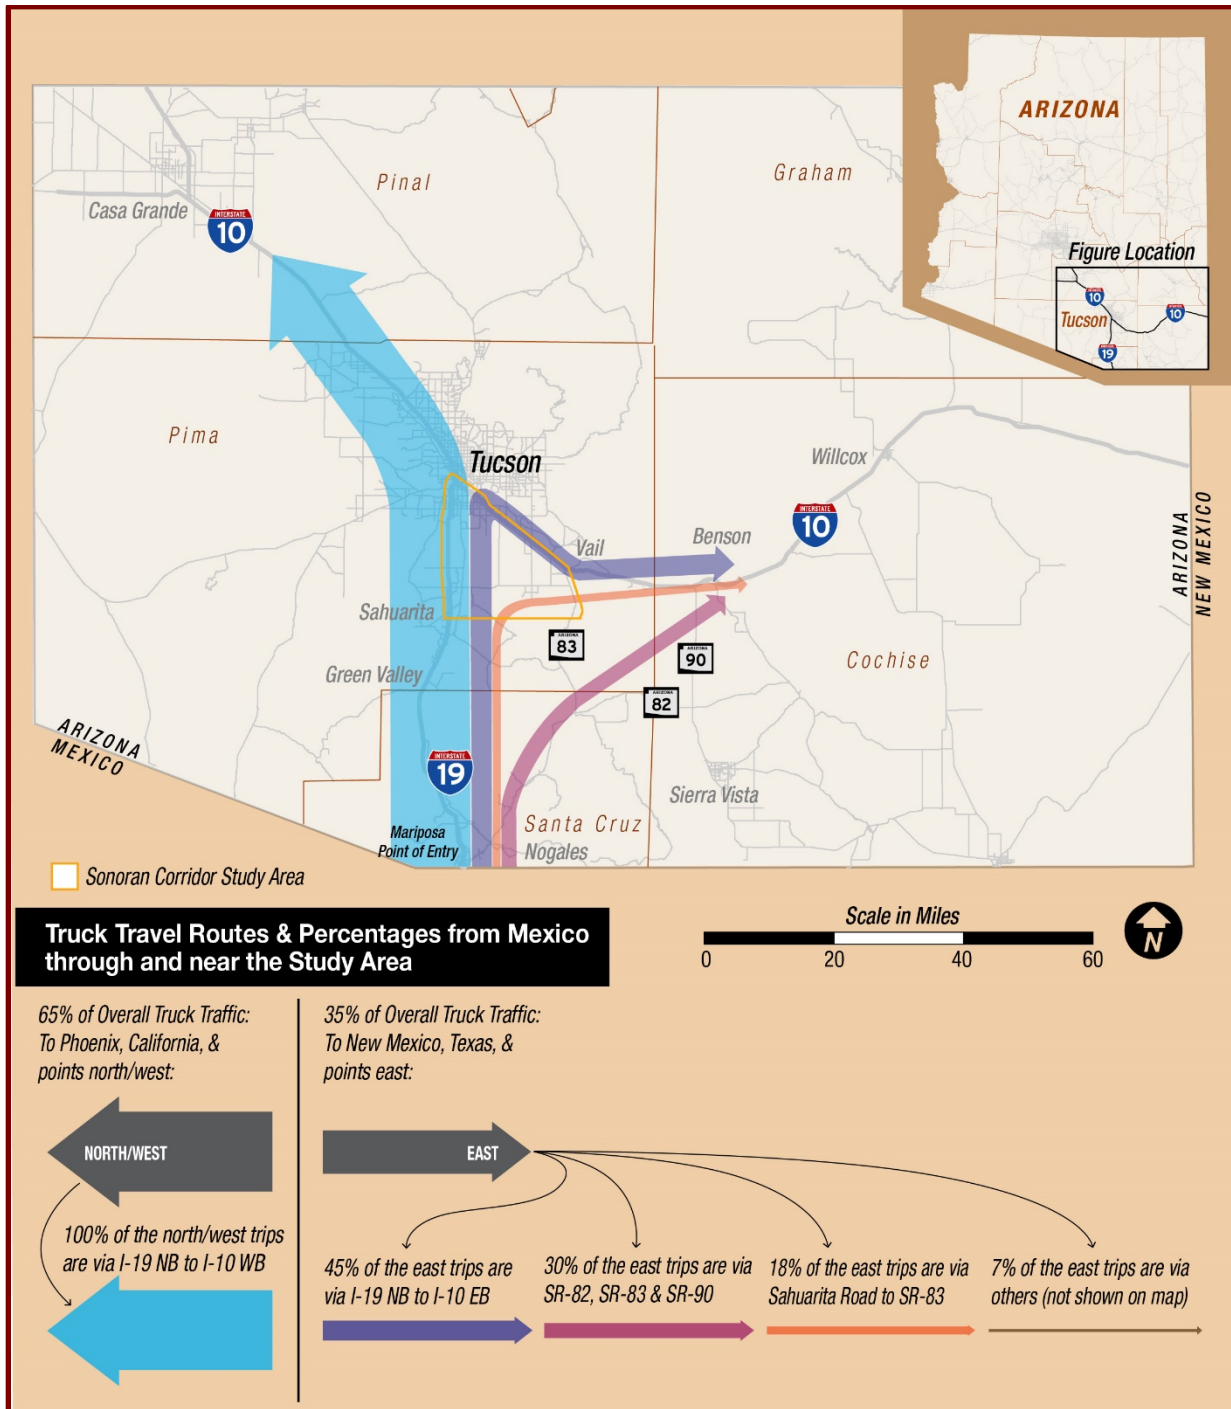 ARIZONA
Figure Location
INTERSTATE
10
Tucson
INTERSTATE
10
INTERSTATE
19
Pinal
Graham
Casa Grande
INTERSTATE
10
Pima
Tucson
Willcox
INTERSTATE
10
Benson
Vail
ARIZONA
NEW MEXICO
Sahuarita
ARIZONA
83
ARIZONA
90
Cochise
Green Valley
ARIZONA
82
ARIZONA
MEXICO
INTERSTATE
19
Sierra Vista
Mariposa
Point of Entry
Santa Cruz
Nogales
Sonoran Corridor Study Area
Truck Travel Routes & Percentages from Mexico
through and near the Study Area
Scale in Miles
0 20 40 60
N
65% of Overall Truck Traffic:
To Phoenix, California, &
points north/west:
NORTH/WEST
100% of the north/west trips
are via I-19 NB to I-10 WB
35% of Overall Truck Traffic:
To New Mexico, Texas, &
points east:
EAST
45% of the east trips are
via I-19 NB to I-10 EB
30% of the east trips are via
SR-82, SR-83 & SR-90
18% of the east trips are via
Sahuarita Road to SR-83
7% of the east trips are via
others (not shown on map)